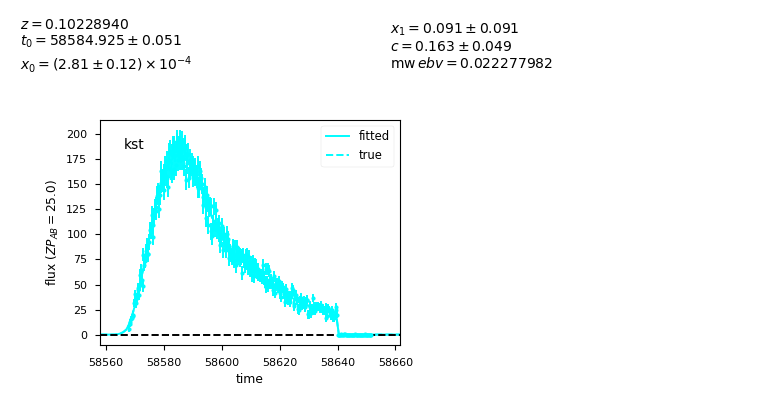 z = 0.10228940
t₀ = 58584.925 ± 0.051
x₀ = (2.81 ± 0.12) × 10⁻⁴
x₁ = 0.091 ± 0.091
c = 0.163 ± 0.049
mw ebv = 0.022277982
kst
fitted
true
flux (ZP_AB = 25.0)
200
175
150
125
100
75
50
25
0
58560 58580 58600 58620 58640 58660
time